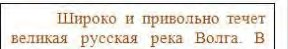 Широко и привольно течет
великая русская река Волга. В